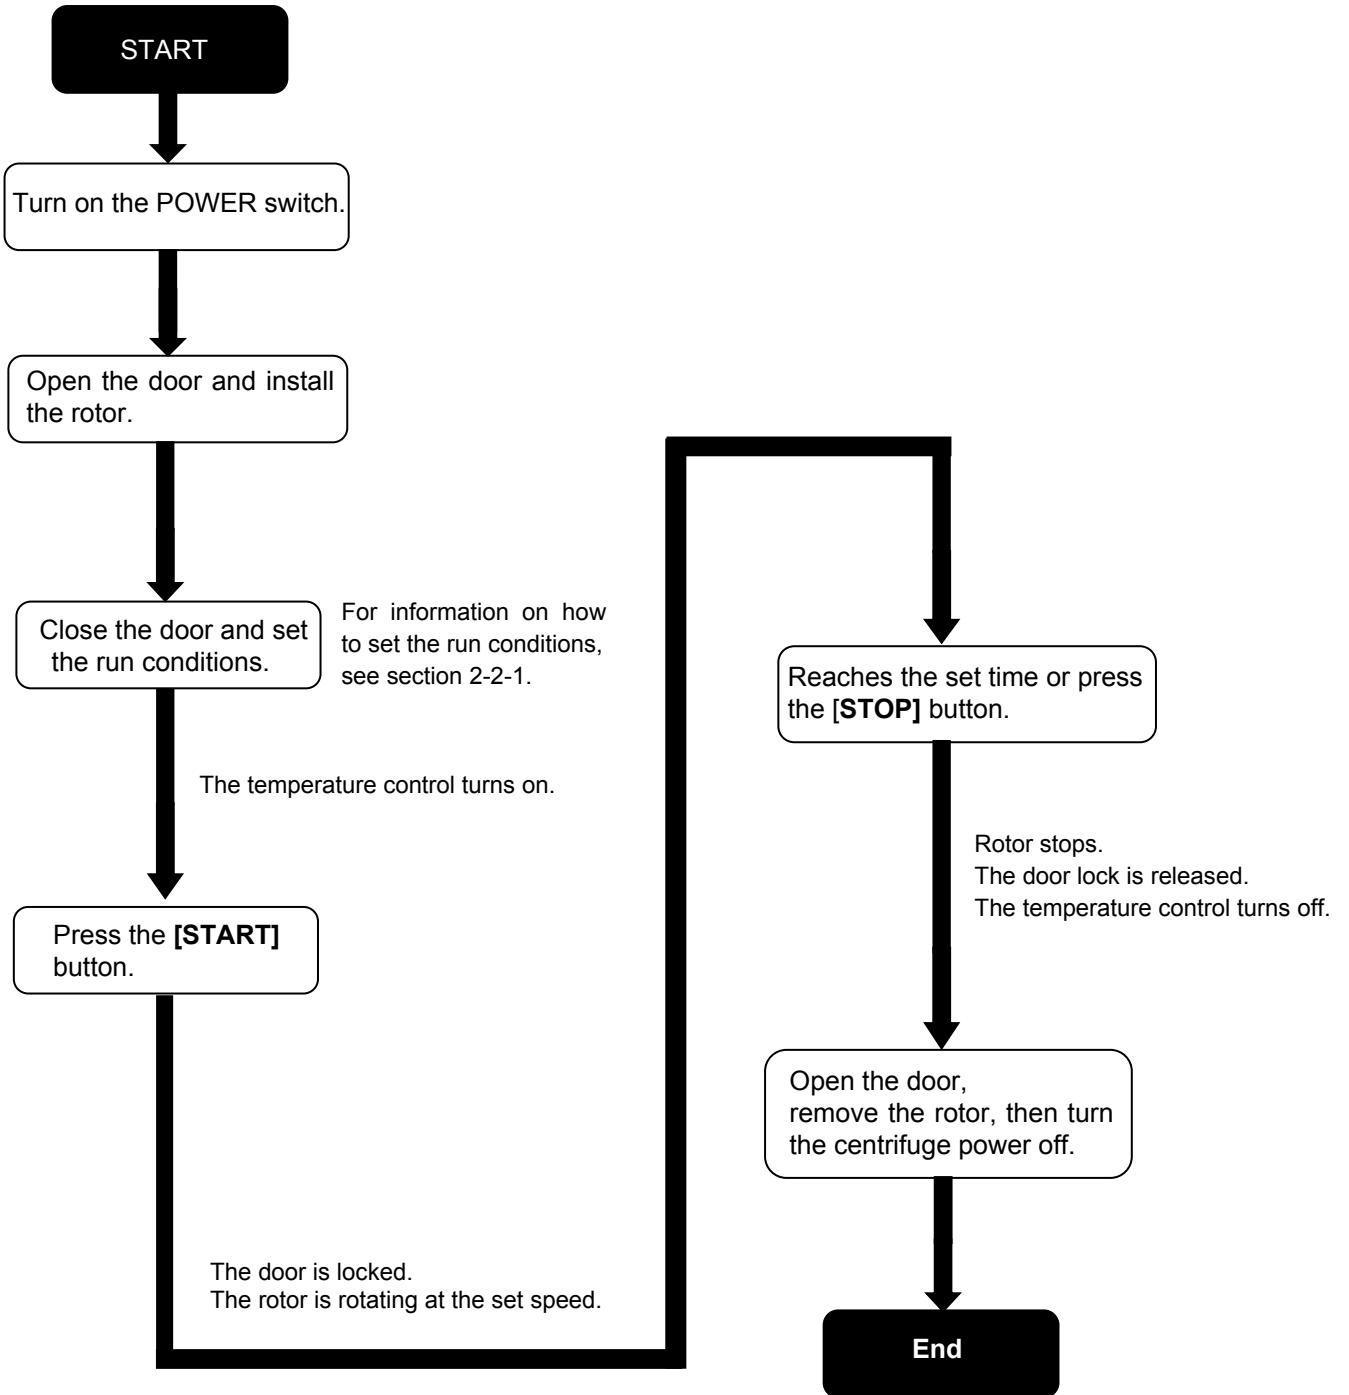 START
Turn on the POWER switch.
Open the door and install
the rotor.
Close the door and set
the run conditions.
For information on how
to set the run conditions,
see section 2-2-1.
The temperature control turns on.
Press the [START]
button.
The door is locked.
The rotor is rotating at the set speed.
Reaches the set time or press
the [STOP] button.
Rotor stops.
The door lock is released.
The temperature control turns off.
Open the door,
remove the rotor, then turn
the centrifuge power off.
End